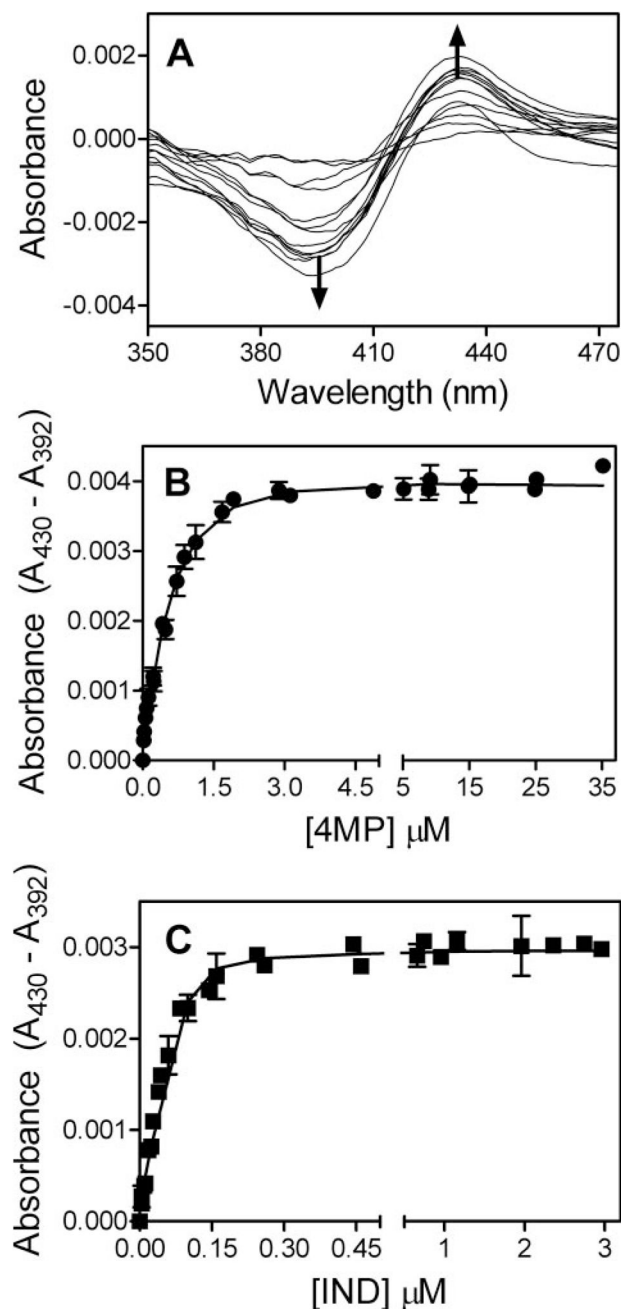 A
Absorbance
0.002
0.000
-0.002
-0.004
350 380 410 440 470
Wavelength (nm)
B
Absorbance (A430 - A392)
0.004
0.003
0.002
0.001
0.000
0.0 1.5 3.0 4.5 5 15 25 35
[4MP] μM
C
Absorbance (A430 - A392)
0.003
0.002
0.001
0.000
0.00 0.15 0.30 0.45 1 2 3
[IND] μM